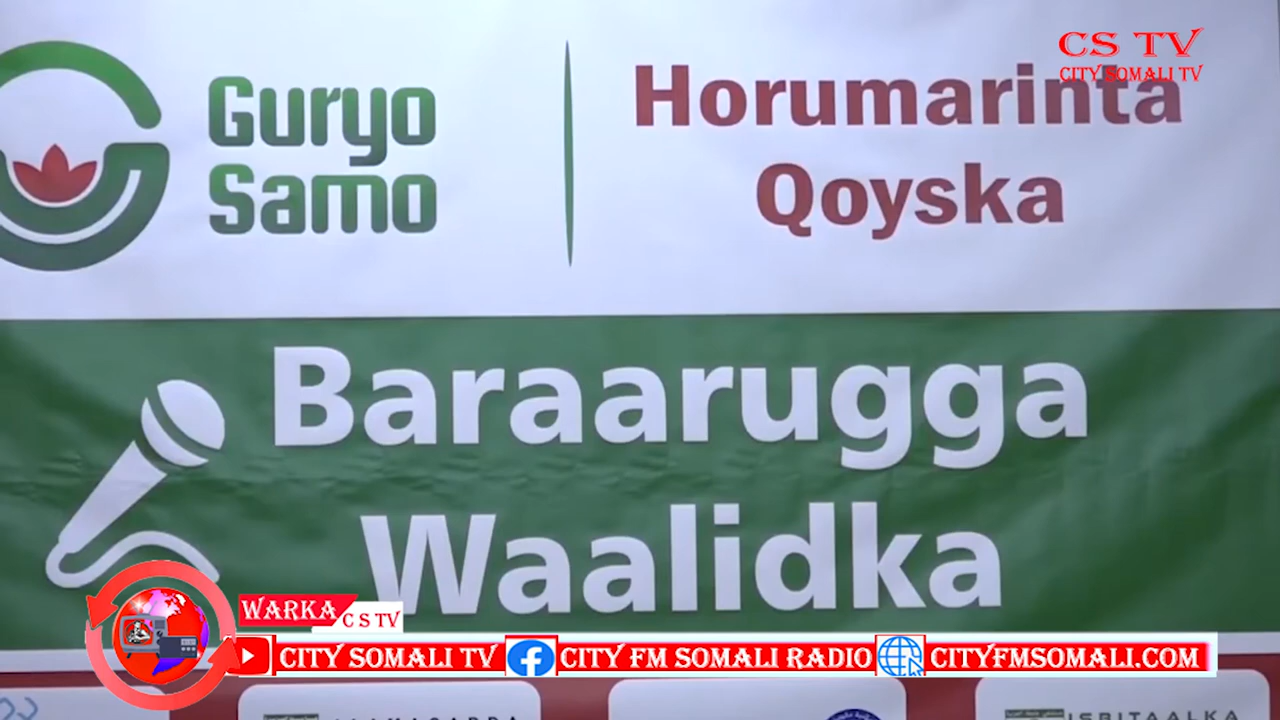 CS TV
CITY SOMALI TV
Guryo
Samo
Horumarinta
Qoyska
Baraarugga
Waalidka
WARKA
C S TV
CITY SOMALI TV
CITY FM SOMALI RADIO
CITYFMSOMALI.COM
ISBITAALKA